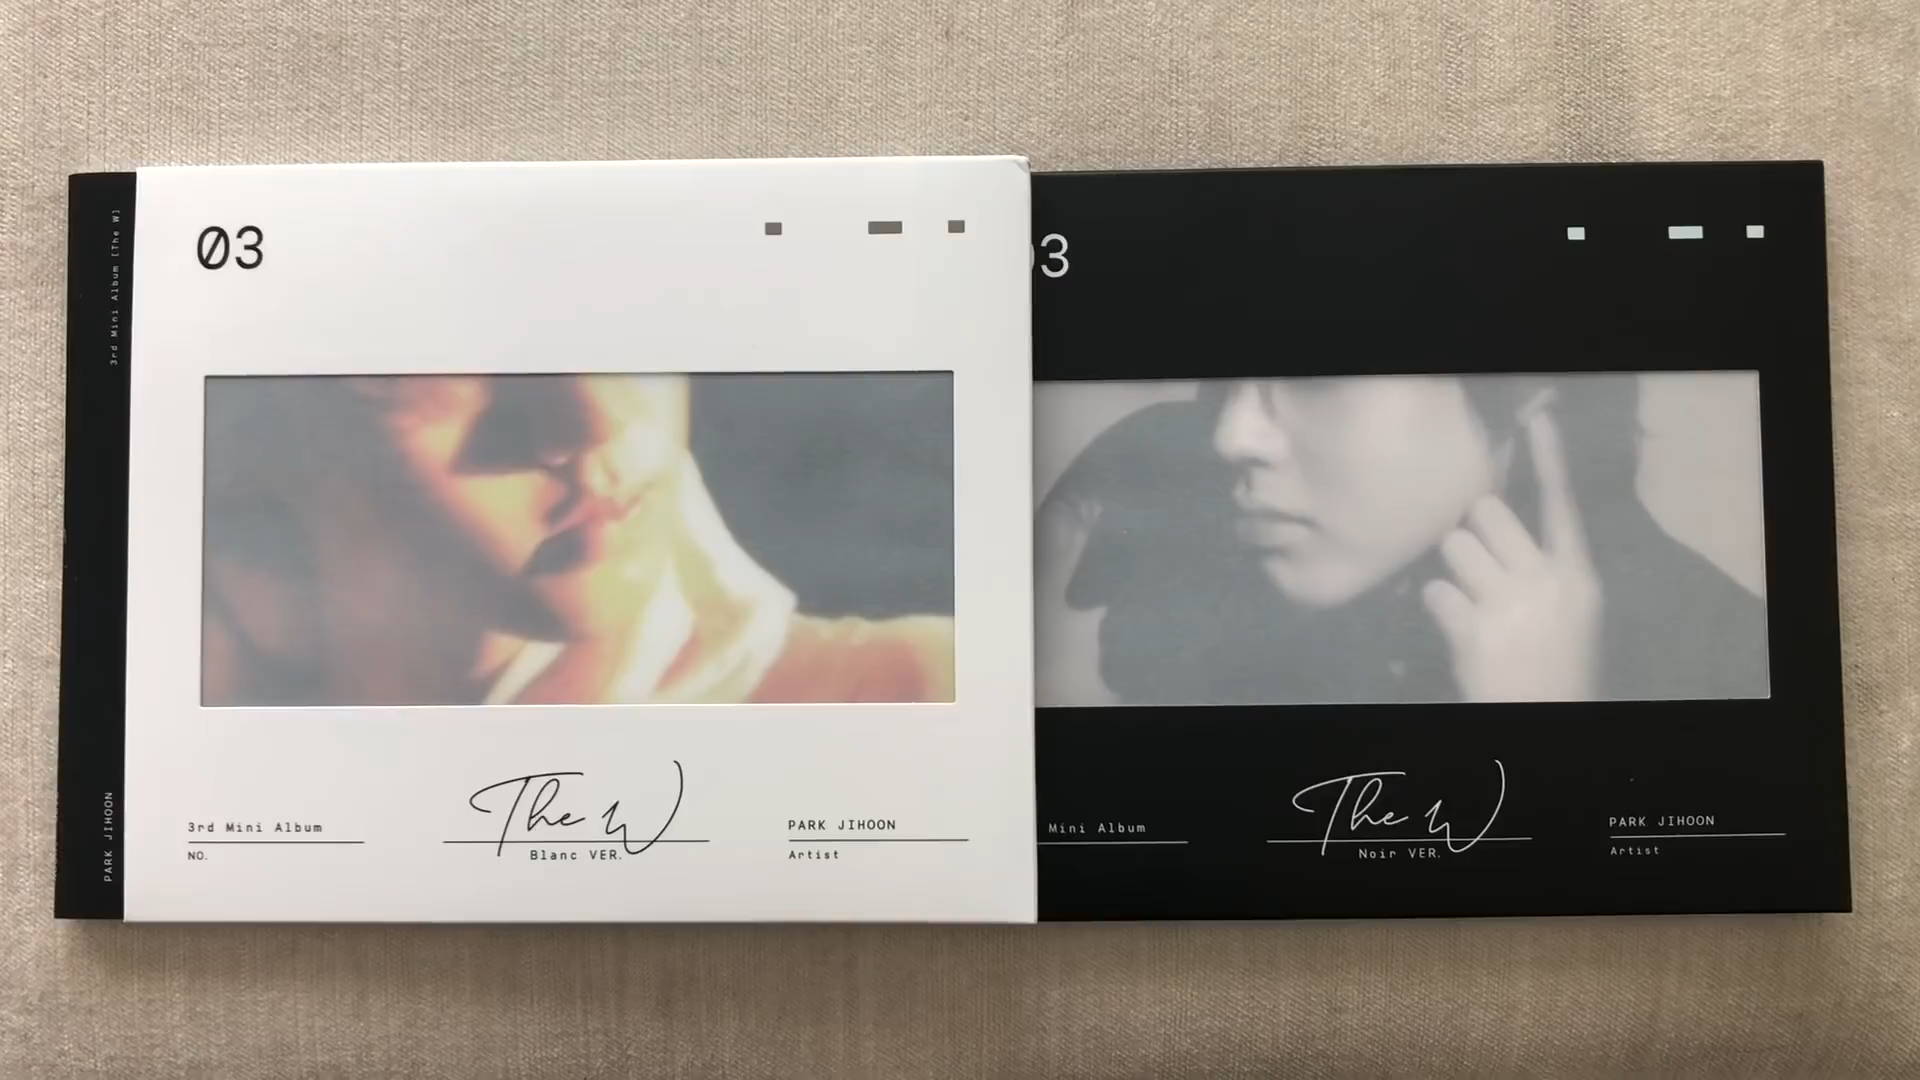 3rd Mini Album [The W]
PARK JIHOON
03
3rd Mini Album
NO.
The W
Blanc VER.
PARK JIHOON
Artist
3
Mini Album
The W
Noir VER.
PARK JIHOON
Artist